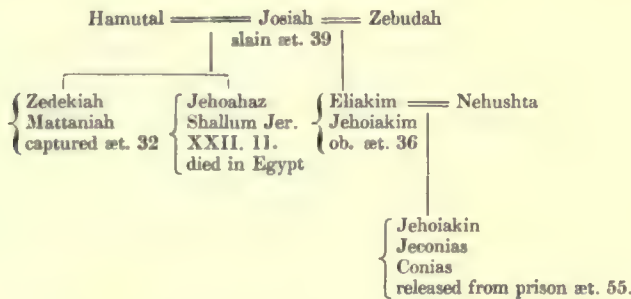 Hamutal Josiah Zebudah
alain æt. 39
Zedekiah Jehoahaz Eliakim Nehushta
Mattaniah Shallum Jer. Jehoiakim
captured æt. 32 XXII. 11. ob. æt. 36
died in Egypt
Jehoiakin
Jeconias
Conias
released from prison æt. 55.